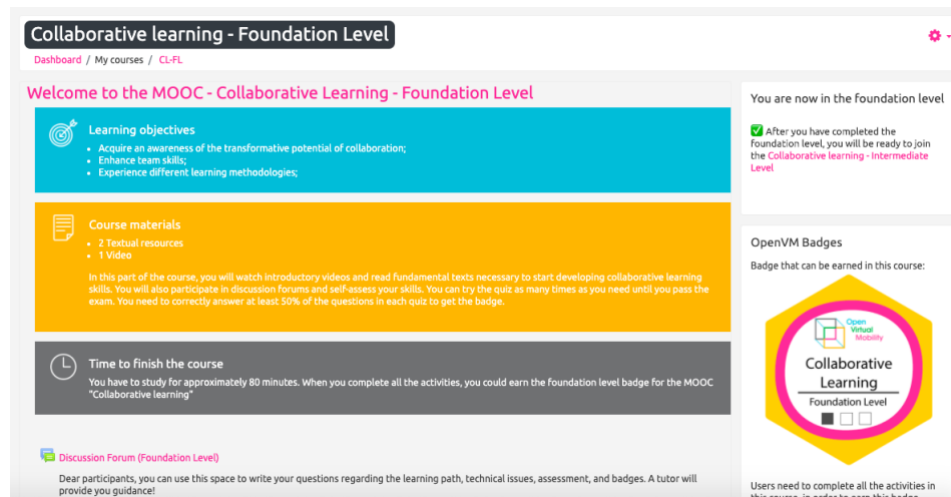 Collaborative learning - Foundation Level
Dashboard / My courses / CL-FL
Welcome to the MOOC - Collaborative Learning - Foundation Level
Learning objectives
Acquire an awareness of the transformative potential of collaboration;
Enhance team skills;
Experience different learning methodologies;
Course materials
2 Textual resources
1 Video
In this part of the course, you will watch introductory videos and read fundamental texts necessary to start developing collaborative learning
skills. You will also participate in discussion forums and self-assess your skills. You can try the quiz as many times as you need until you pass the
exam. You need to correctly answer at least 50% of the questions in each quiz to get the badge.
Time to finish the course
You have to study for approximately 80 minutes. When you complete all the activities, you could earn the foundation level badge for the MOOC
"Collaborative learning"
Discussion Forum (Foundation Level)
Dear participants, you can use this space to write your questions regarding the learning path, technical issues, assessment, and badges. A tutor will
provide you guidance!
You are now in the foundation level
After you have completed the
foundation level, you will be ready to join
the Collaborative learning - Intermediate
Level
OpenVM Badges
Badge that can be earned in this course:
Open
Virtual
Mobility
Collaborative
Learning
Foundation Level
Users need to complete all the activities in
this course, in order to earn this badge